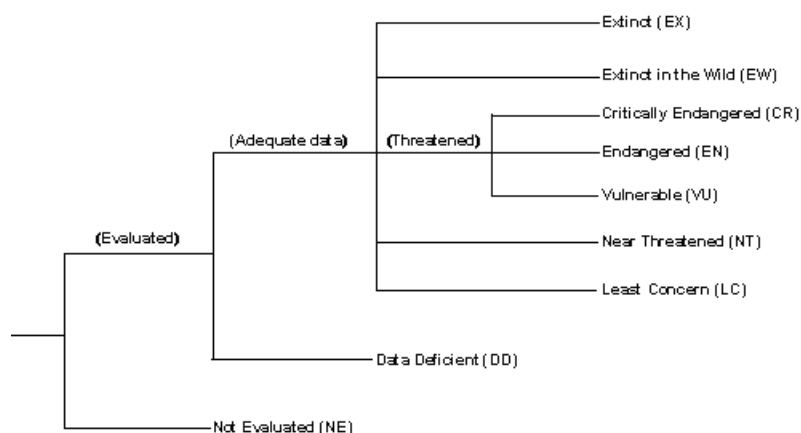 Extinct (EX)
Extinct in the Wild (EW)
Critically Endangered (CR)
(Adequate data)
(Threatened)
Endangered (EN)
Vulnerable (VU)
(Evaluated)
Near Threatened (NT)
Least Concern (LC)
Data Deficient (DD)
Not Evaluated (NE)